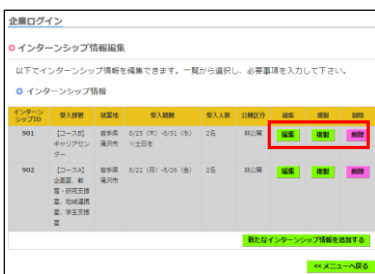 企業ログイン
インターンシップ情報編集
以下でインターンシップ情報を編集できます。一覧から選択し、必要事項を入力して下さい。
インターンシップ情報
インターンシップID 受入部署 就業地 受入期間 受入人数 公開区分 編集 複製 削除
901 【コースB】キャリアセンター 岩手県滝沢市 8/25（木）-8/31（水）※土日を 2名 非公開 編集 複製 削除
902 【コースA】企画室、教育・研究支援室、地域連携室、学生支援室 岩手県滝沢市 8/22（月）-8/26（金） 2名 非公開 編集 複製 削除
新たなインターンシップ情報を追加する
<< メニューへ戻る